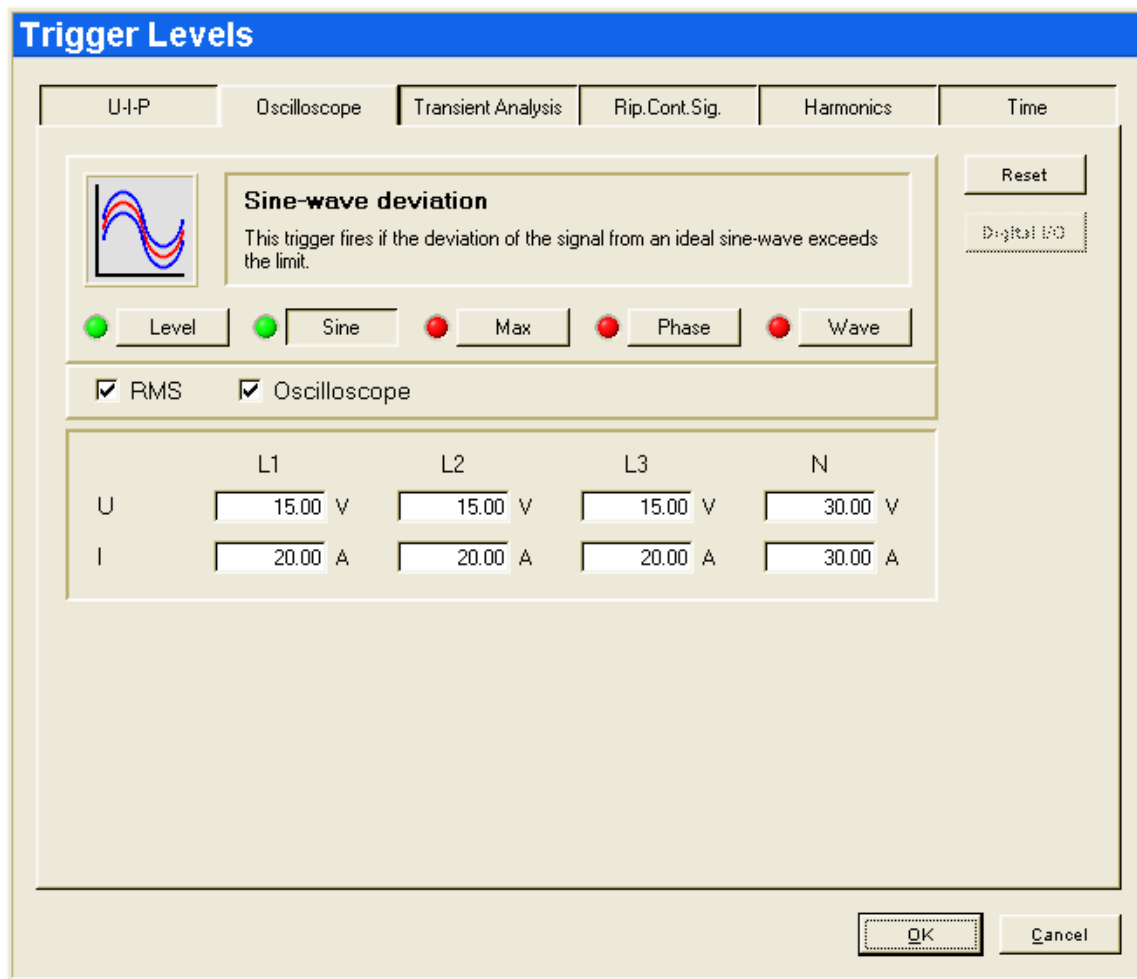 Trigger Levels
U-I-P Oscilloscope Transient Analysis Rip.Cont.Sig. Harmonics Time
Sine-wave deviation
This trigger fires if the deviation of the signal from an ideal sine-wave exceeds
the limit.
Reset
Digital I/O
Level Sine Max Phase Wave
RMS Oscilloscope
L1 L2 L3 N
U 15.00 V 15.00 V 15.00 V 30.00 V
I 20.00 A 20.00 A 20.00 A 30.00 A
OK Cancel